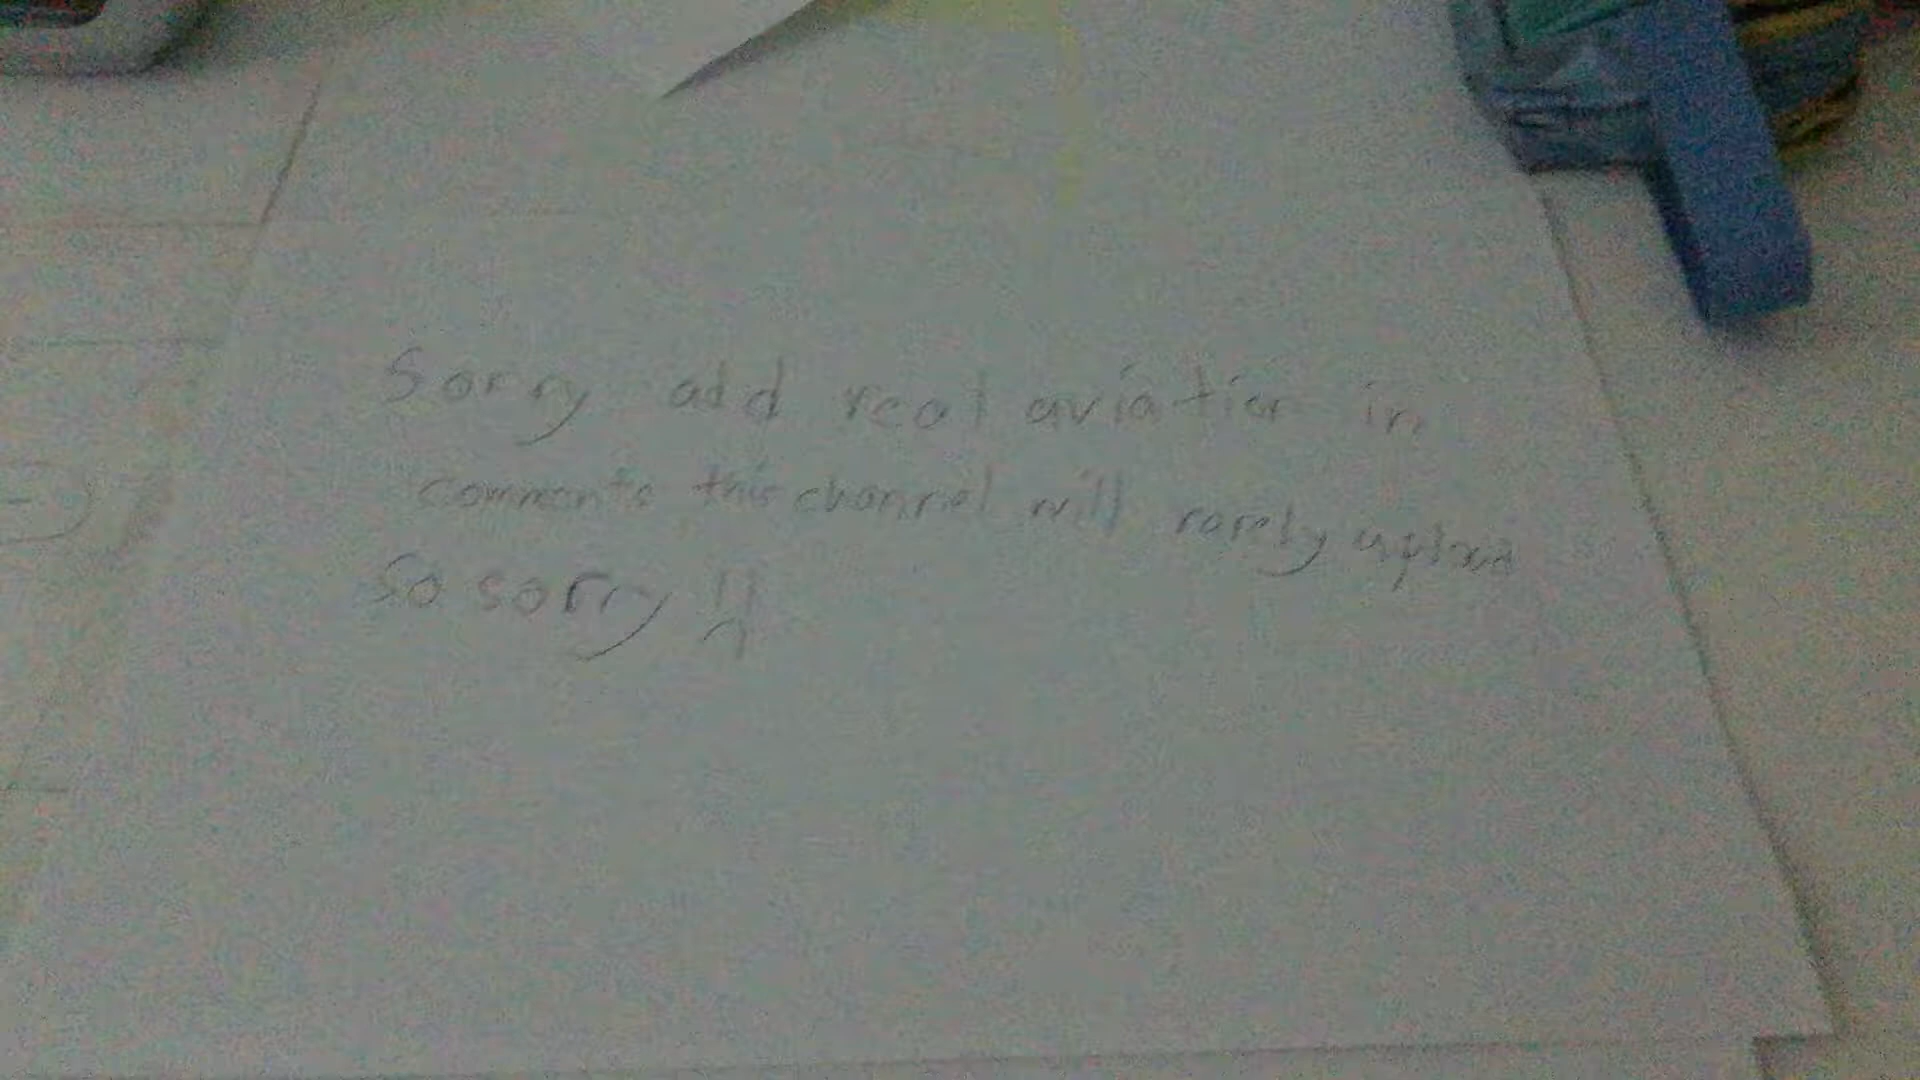 Sorry add real aviation in
comments this channel will rarely upload
so sorry !!